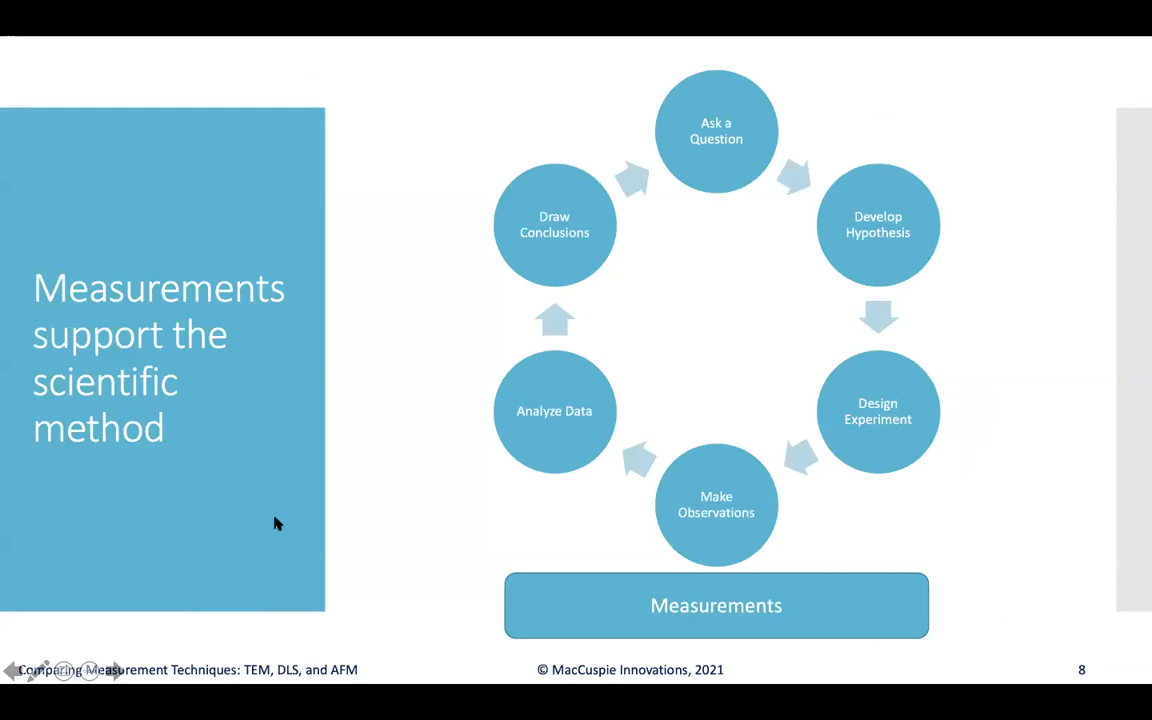 Measurements
support the
scientific
method
Ask a
Question
Develop
Hypothesis
Design
Experiment
Make
Observations
Analyze Data
Draw
Conclusions
Measurements
Comparing Measurement Techniques: TEM, DLS, and AFM
© MacCuspie Innovations, 2021
8